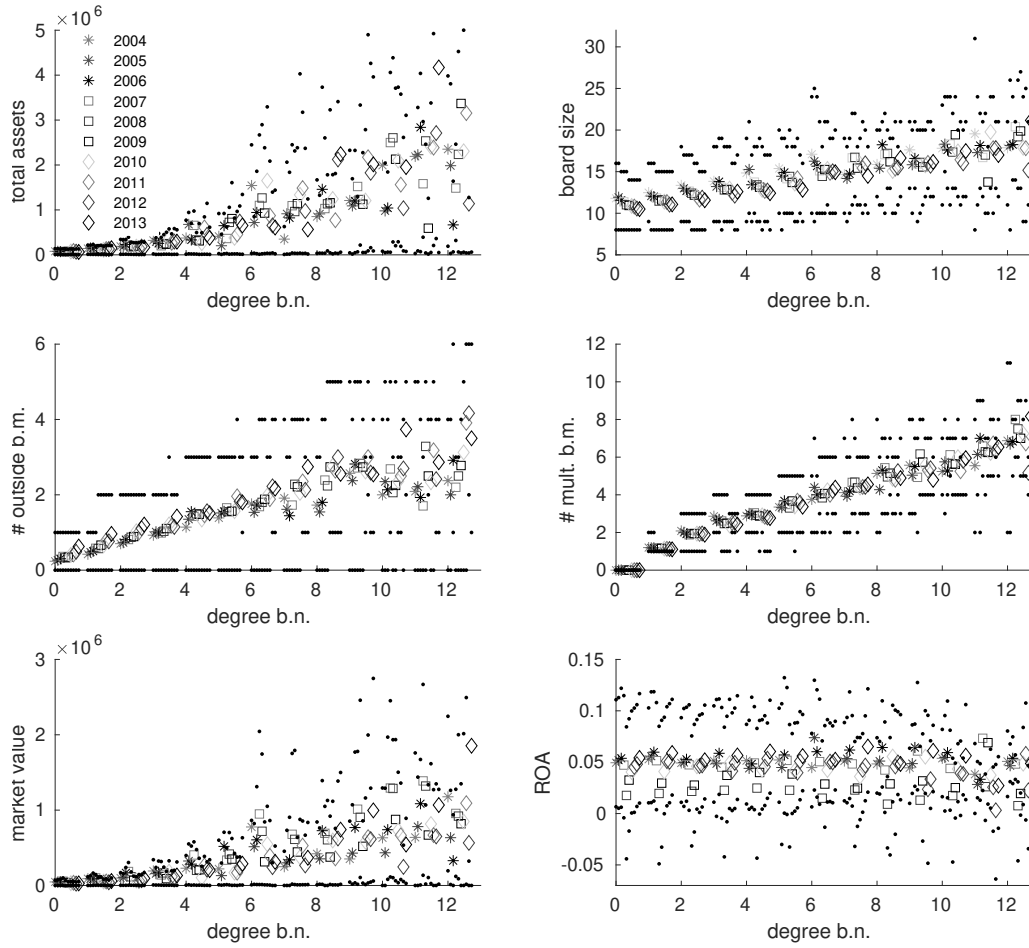 × 10^6
5
4
3
2
1
0
total assets
2004
2005
2006
2007
2008
2009
2010
2011
2012
2013
0 2 4 6 8 10 12
degree b.n.
30
25
20
15
10
5
board size
0 2 4 6 8 10 12
degree b.n.
6
4
2
0
# outside b.m.
0 2 4 6 8 10 12
degree b.n.
12
10
8
6
4
2
0
# mult. b.m.
0 2 4 6 8 10 12
degree b.n.
× 10^6
3
2
1
0
market value
0 2 4 6 8 10 12
degree b.n.
0.15
0.1
0.05
0
-0.05
ROA
0 2 4 6 8 10 12
degree b.n.